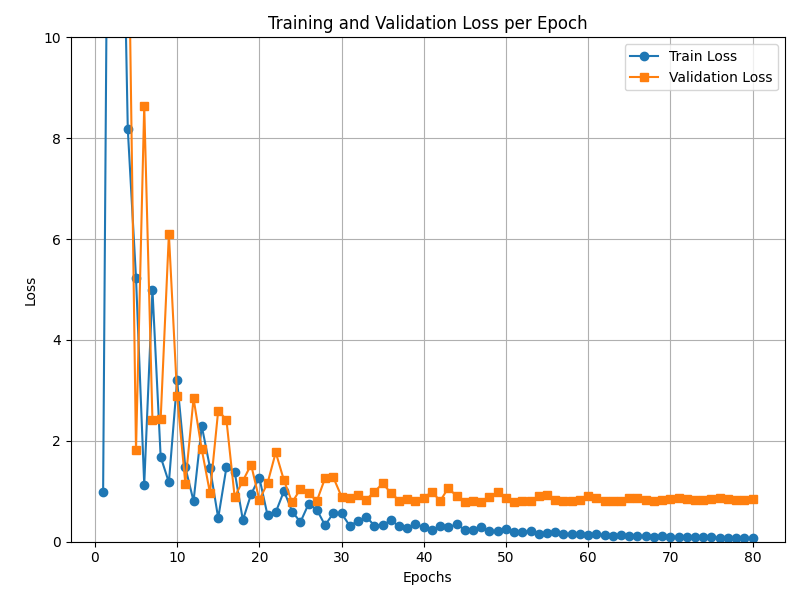 Training and Validation Loss per Epoch
Train Loss
Validation Loss
Loss
10
8
6
4
2
0
0 10 20 30 40 50 60 70 80
Epochs